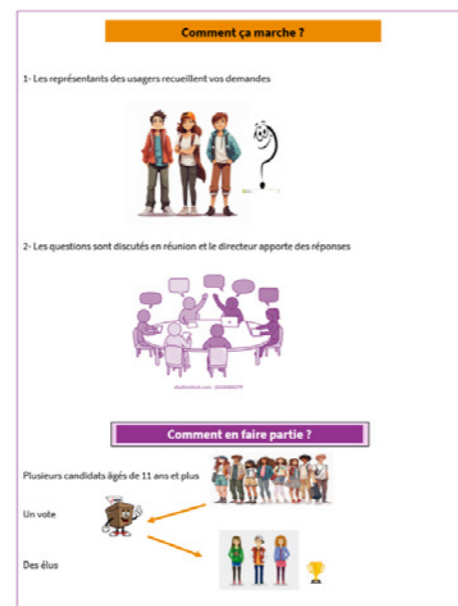 Comment ça marche ?
1- Les représentants des usagers recueillent vos demandes
2- Les questions sont discutés en réunion et le directeur apporte des réponses
Comment en faire partie ?
Plusieurs candidats âgés de 11 ans et plus
Un vote
Des élus